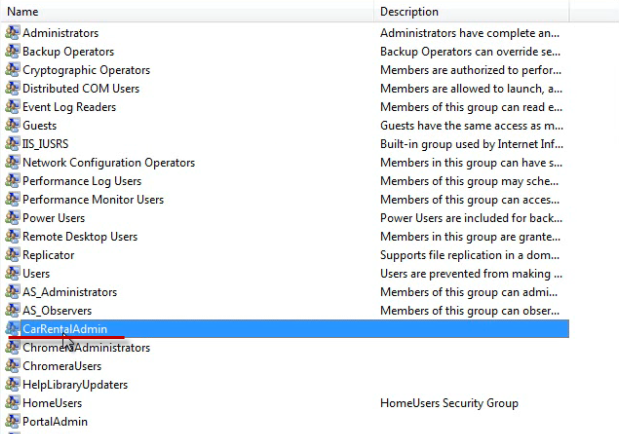 Name Description
Administrators Administrators have complete an...
Backup Operators Backup Operators can override se...
Cryptographic Operators Members are authorized to perfor...
Distributed COM Users Members are allowed to launch, a...
Event Log Readers Members of this group can read e...
Guests Guests have the same access as m...
IIS_IUSRS Built-in group used by Internet Inf...
Network Configuration Operators Members in this group can have s...
Performance Log Users Members of this group may sche...
Performance Monitor Users Members of this group can acces...
Power Users Power Users are included for back...
Remote Desktop Users Members in this group are grante...
Replicator Supports file replication in a dom...
Users Users are prevented from making ...
AS_Administrators Members of this group can admi...
AS_Observers Members of this group can obser...
CarRentalAdmin
ChromeraAdministrators
ChromeraUsers
HelpLibraryUpdaters
HomeUsers HomeUsers Security Group
PortalAdmin